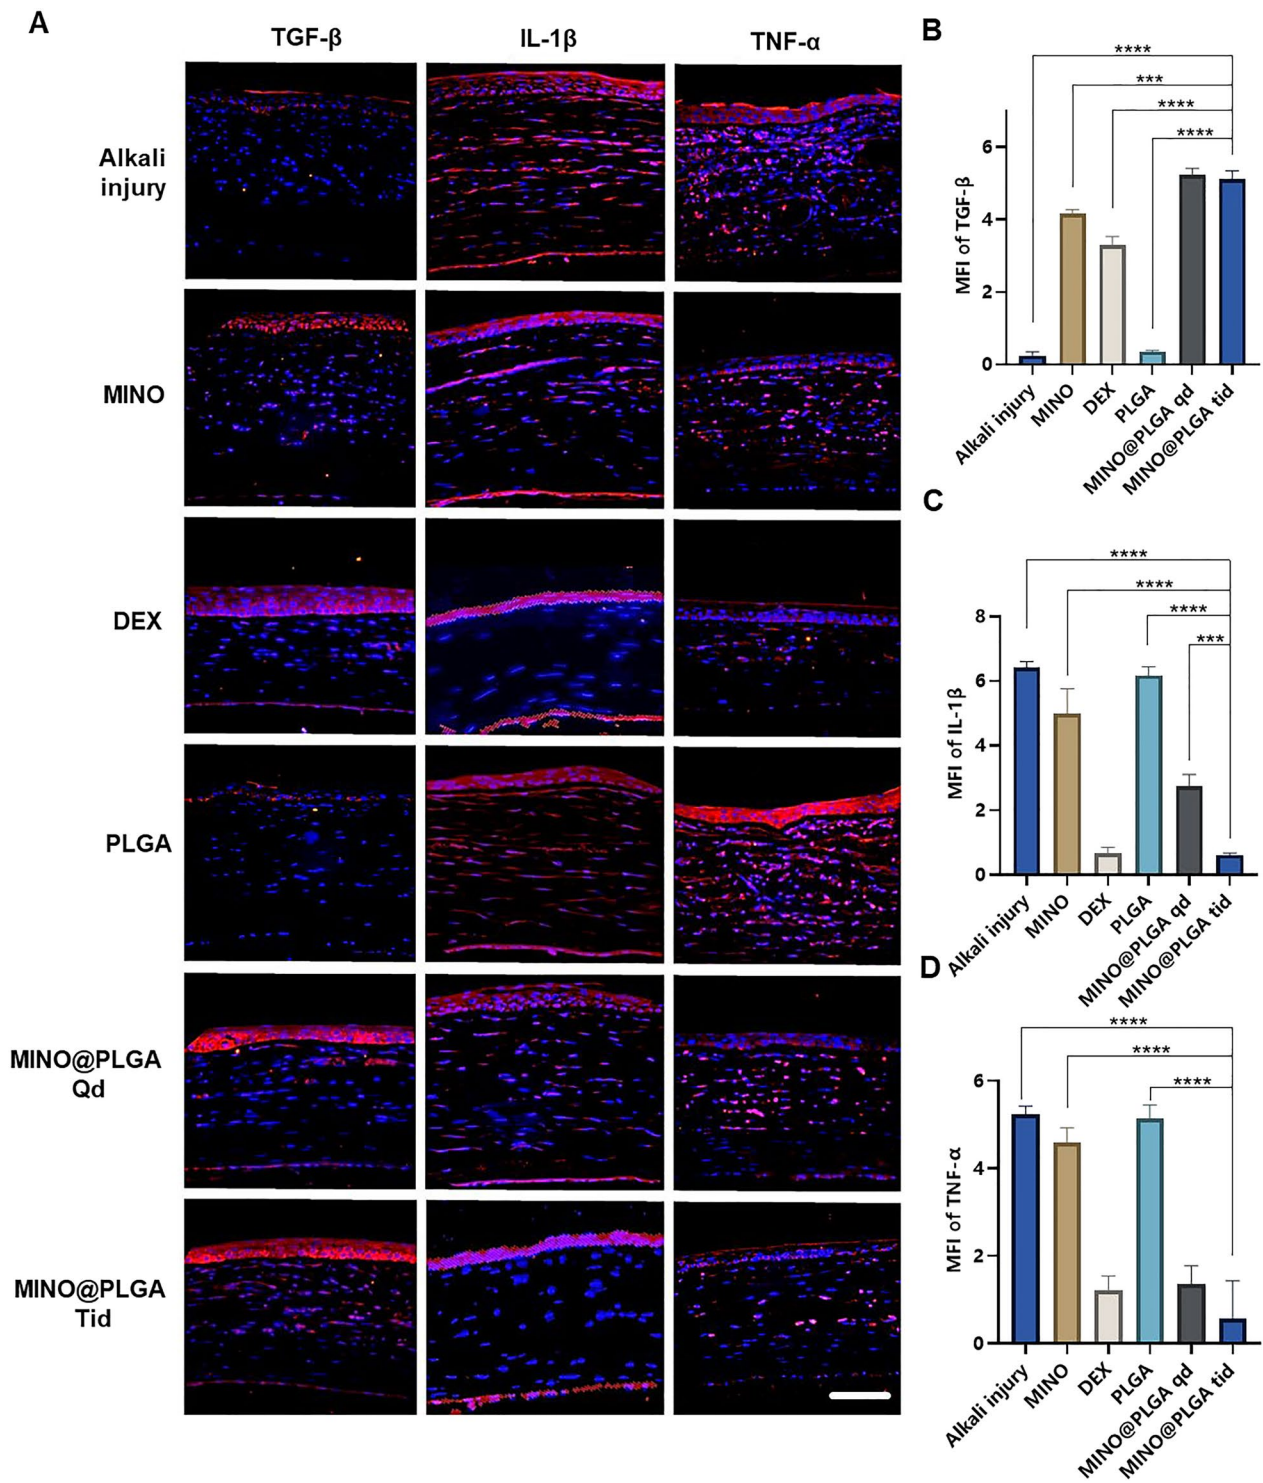 A
TGF-β
IL-1β
TNF-α
Alkali
injury
MINO
DEX
PLGA
MINO@PLGA
Qd
MINO@PLGA
Tid
B
****
***
****
****
MFI of TGF-β
6
4
2
0
Alkali injury
MINO
DEX
PLGA
MINO@PLGA qd
MINO@PLGA tid
C
****
****
****
***
MFI of IL-1β
8
6
4
2
0
Alkali injury
MINO
DEX
PLGA
MINO@PLGA qd
MINO@PLGA tid
D
****
****
****
MFI of TNF-α
6
4
2
0
Alkali injury
MINO
DEX
PLGA
MINO@PLGA qd
MINO@PLGA tid